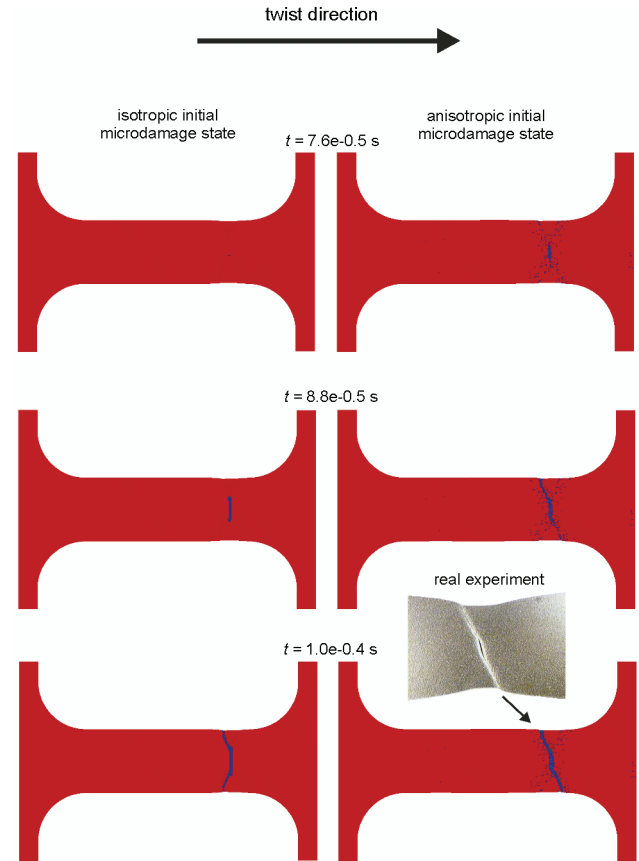 twist direction
isotropic initial
microdamage state
anisotropic initial
microdamage state
t = 7.6e-0.5 s
t = 8.8e-0.5 s
real experiment
t = 1.0e-0.4 s